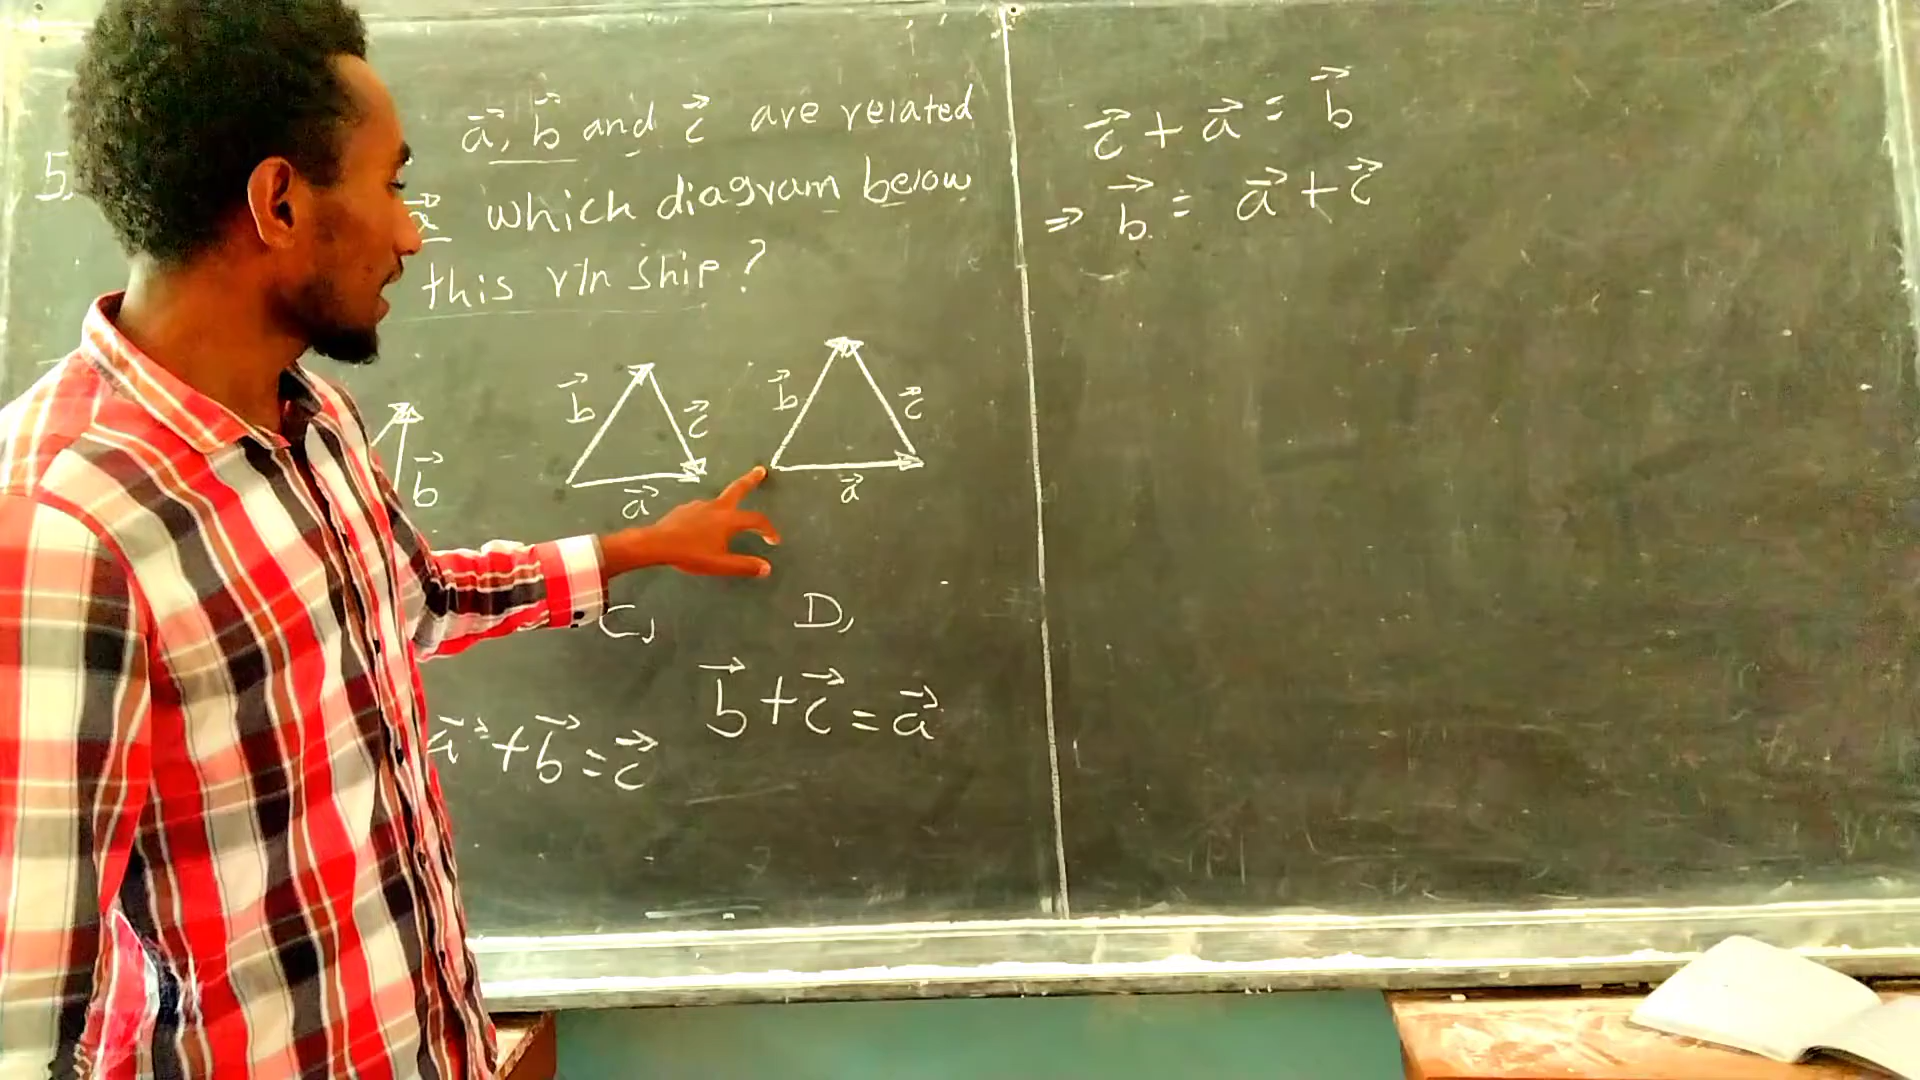 5, a⃗, b⃗ and c⃗ are related
a⃗ which diagram below
this r/n ship?
b⃗
b⃗ c⃗ a⃗
b⃗ c⃗ a⃗
C, D,
a⃗ + b⃗ = c⃗
b⃗ + c⃗ = a⃗
c⃗ + a⃗ = b⃗
⇒ b⃗ = a⃗ + c⃗